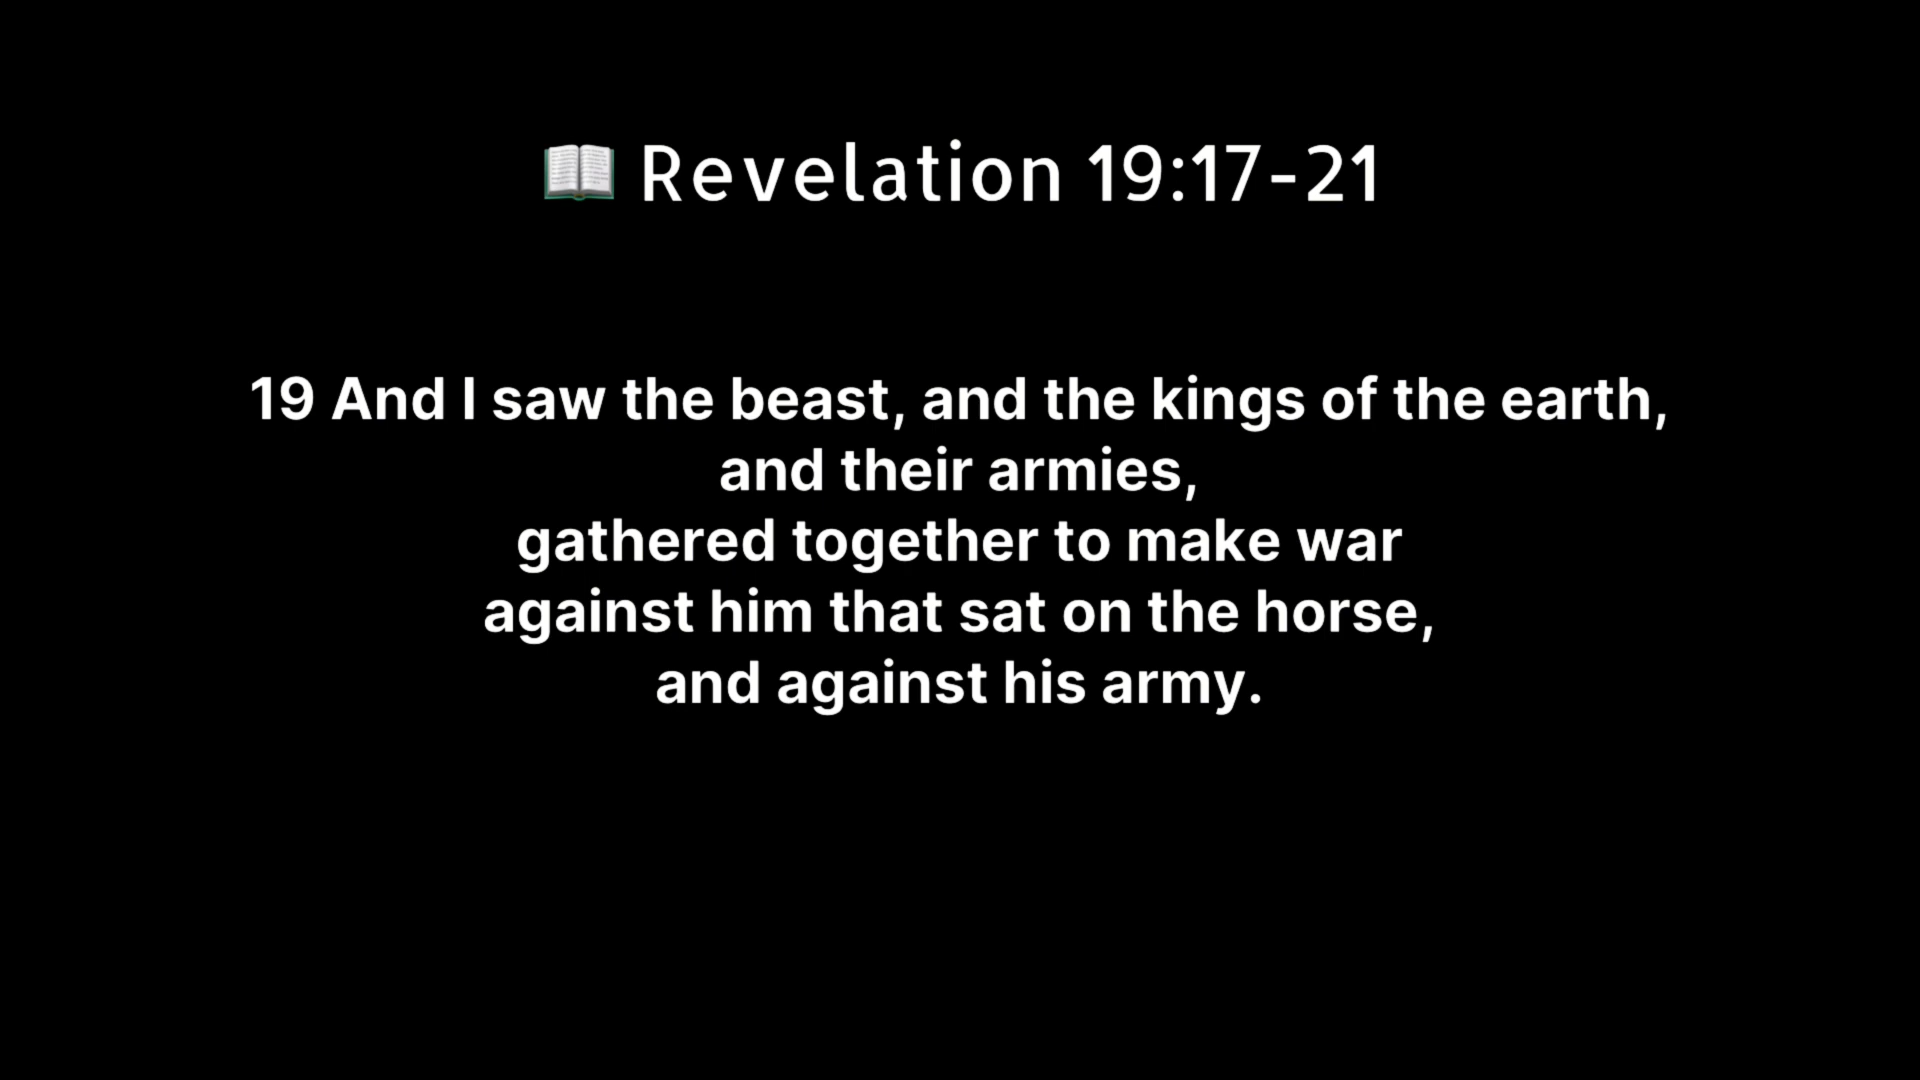 📖 Revelation 19:17-21
19 And I saw the beast, and the kings of the earth,
and their armies,
gathered together to make war
against him that sat on the horse,
and against his army.